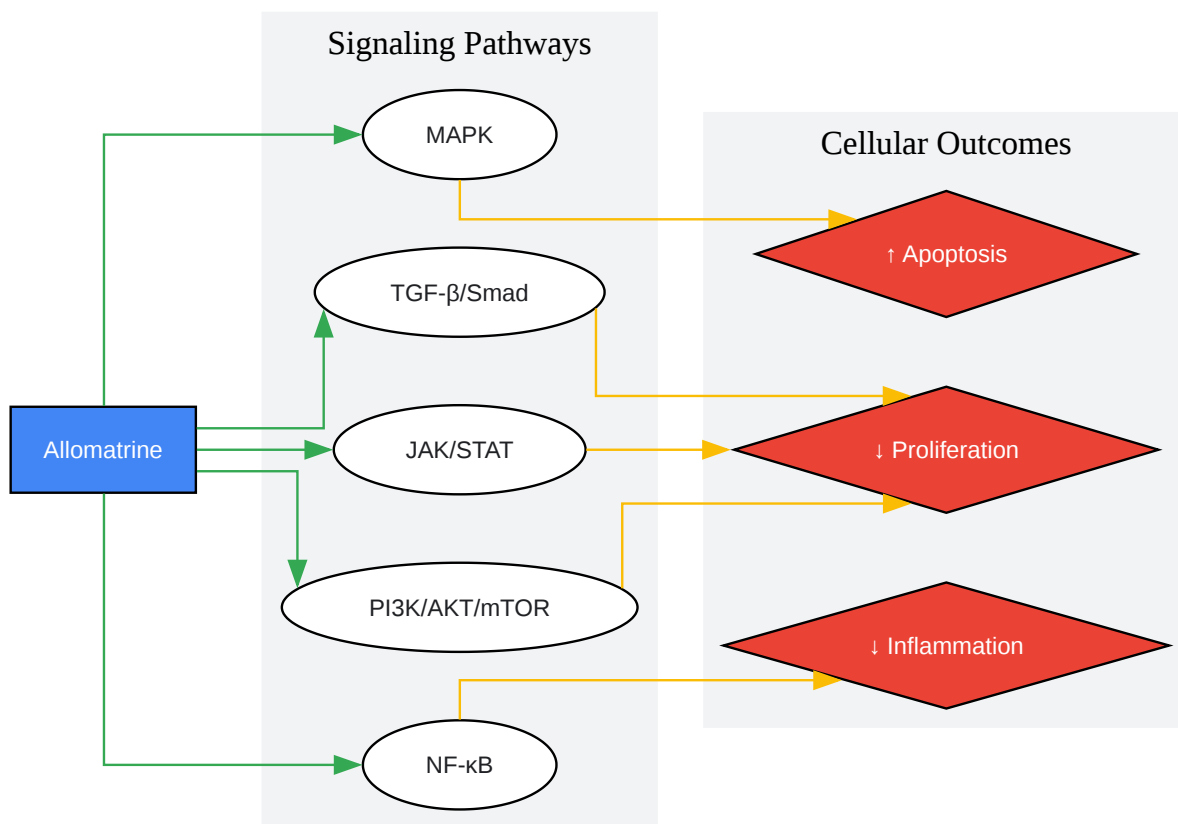 Signaling Pathways
MAPK
TGF-β/Smad
JAK/STAT
PI3K/AKT/mTOR
NF-κB
Allomatrine
Cellular Outcomes
↑ Apoptosis
↓ Proliferation
↓ Inflammation